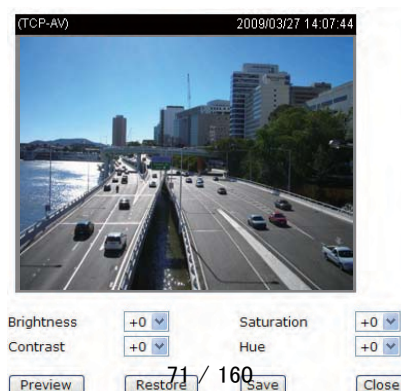 (TCP-AV) 2009/03/27 14:07:44
Brightness +0 Saturation +0
Contrast +0 Hue +0
Preview Restore Save Close
71 / 160